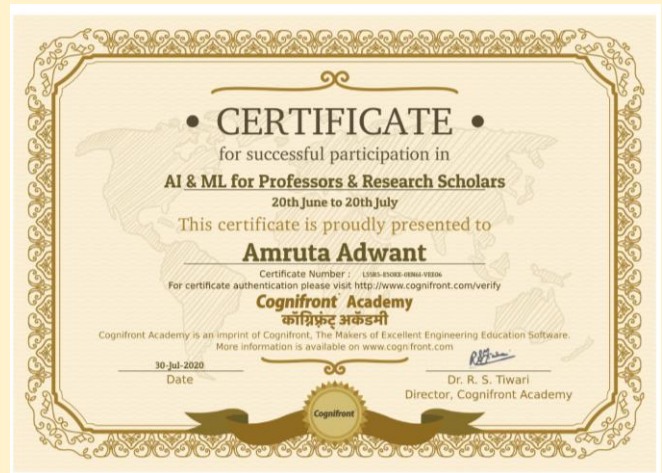 • CERTIFICATE •
for successful participation in
AI & ML for Professors & Research Scholars
20th June to 20th July
This certificate is proudly presented to
Amruta Adwant
Certificate Number :
For certificate authentication please visit http://www.cognifront.com/verify
Cognifront Academy
कॉग्निफ्रंट् अकॅडमी
Cognifront Academy is an imprint of Cognifront, The Makers of Excellent Engineering Education Software.
More information is available on www.cognifront.com
30-Jul-2020
Date
Dr. R. S. Tiwari
Director, Cognifront Academy
Cognifront